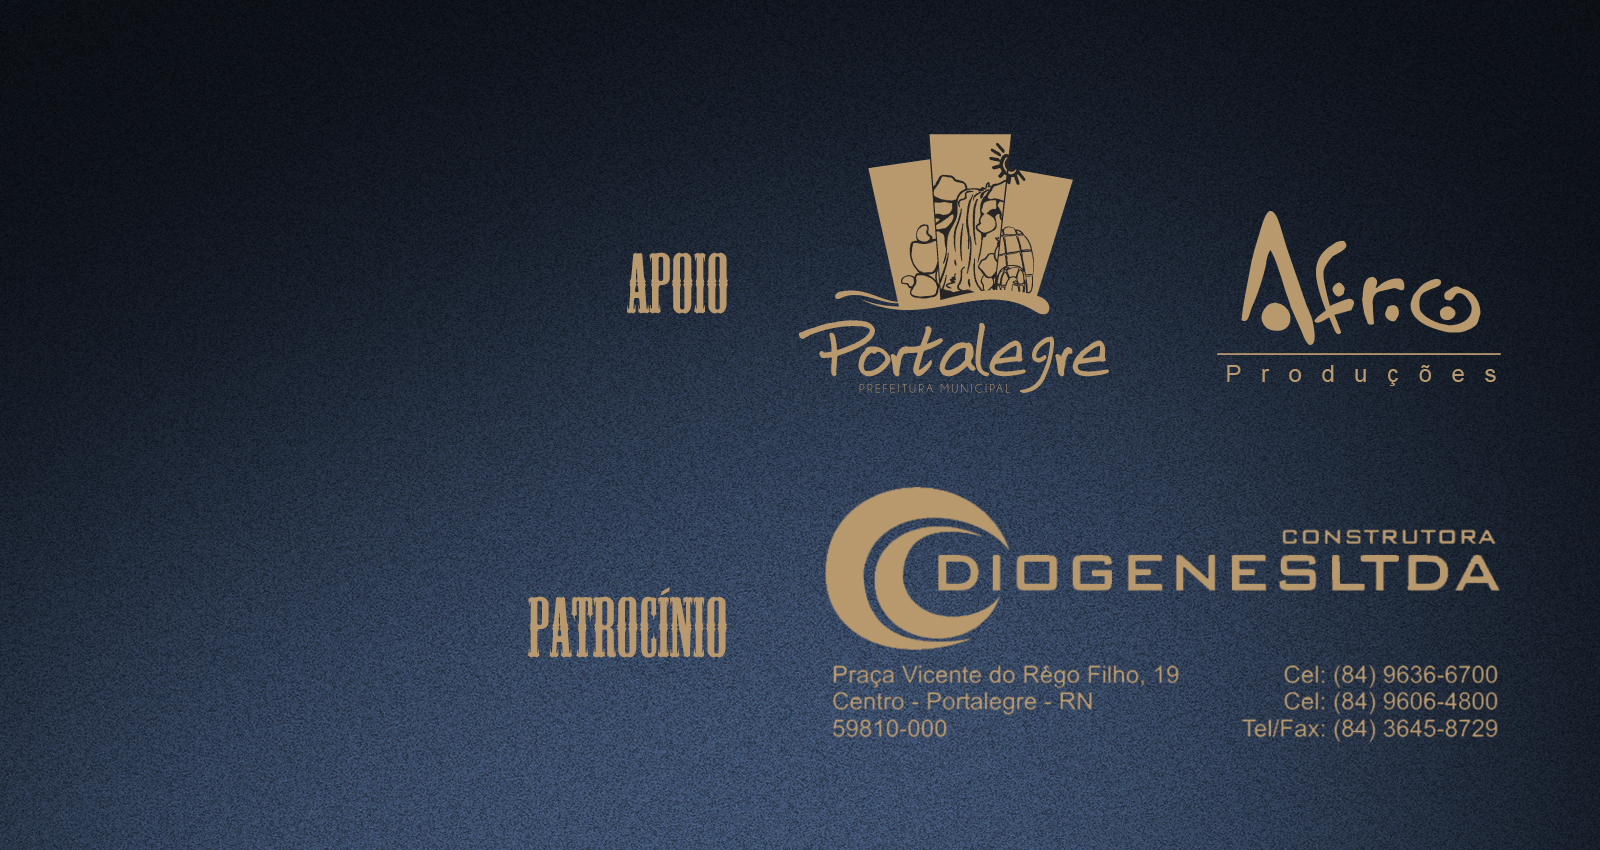 APOIO
Portalegre
PREFEITURA MUNICIPAL
Afro
Produções
PATROCÍNIO
CONSTRUTORA
DIOGENESLTDA
Praça Vicente do Rêgo Filho, 19
Centro - Portalegre - RN
59810-000
Cel: (84) 9636-6700
Cel: (84) 9606-4800
Tel/Fax: (84) 3645-8729